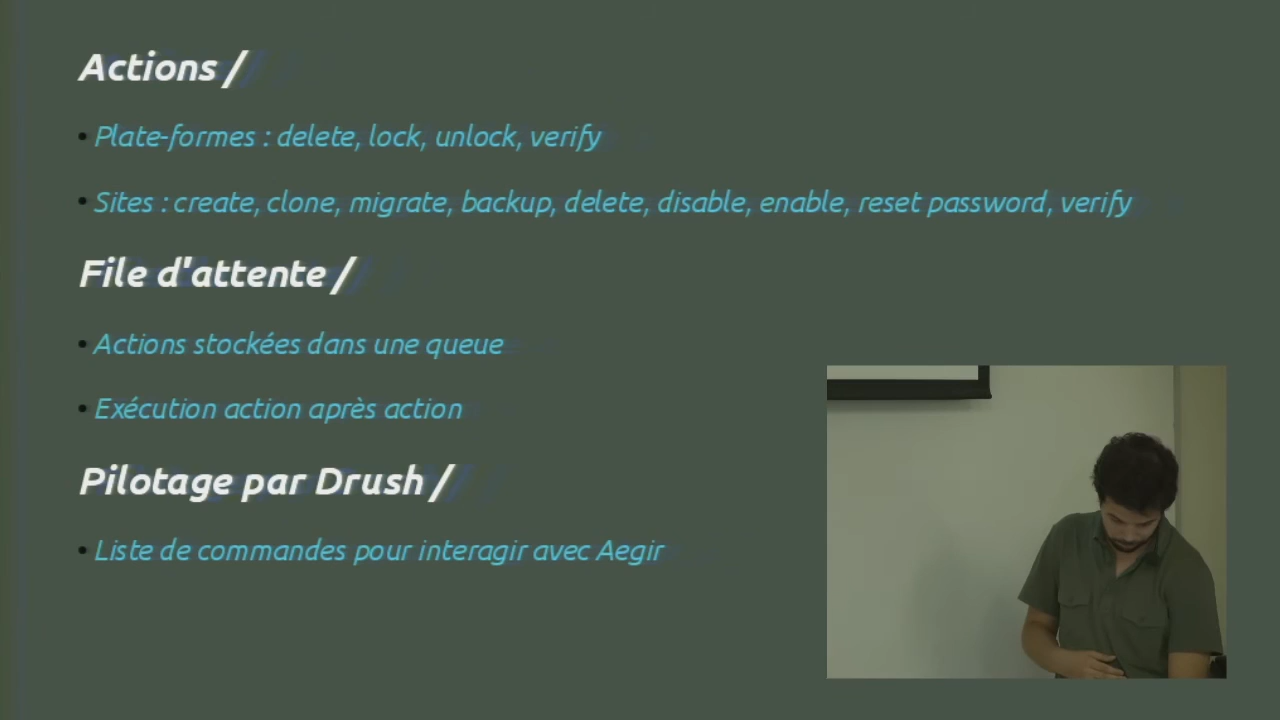 Actions /
• Plate-formes : delete, lock, unlock, verify
• Sites : create, clone, migrate, backup, delete, disable, enable, reset password, verify
File d'attente /
• Actions stockées dans une queue
• Exécution action après action
Pilotage par Drush /
• Liste de commandes pour interagir avec Aegir